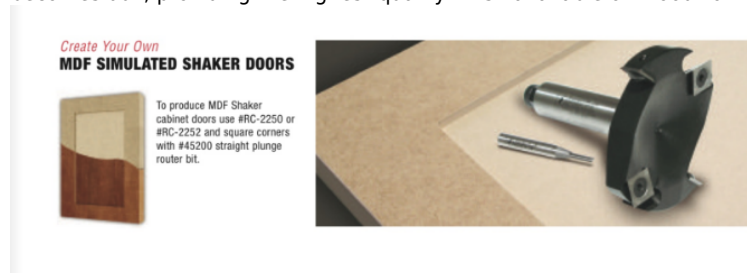 Create Your Own
MDF SIMULATED SHAKER DOORS
To produce MDF Shaker
cabinet doors use #RC-2250 or
#RC-2252 and square corners
with #45200 straight plunge
router bit.